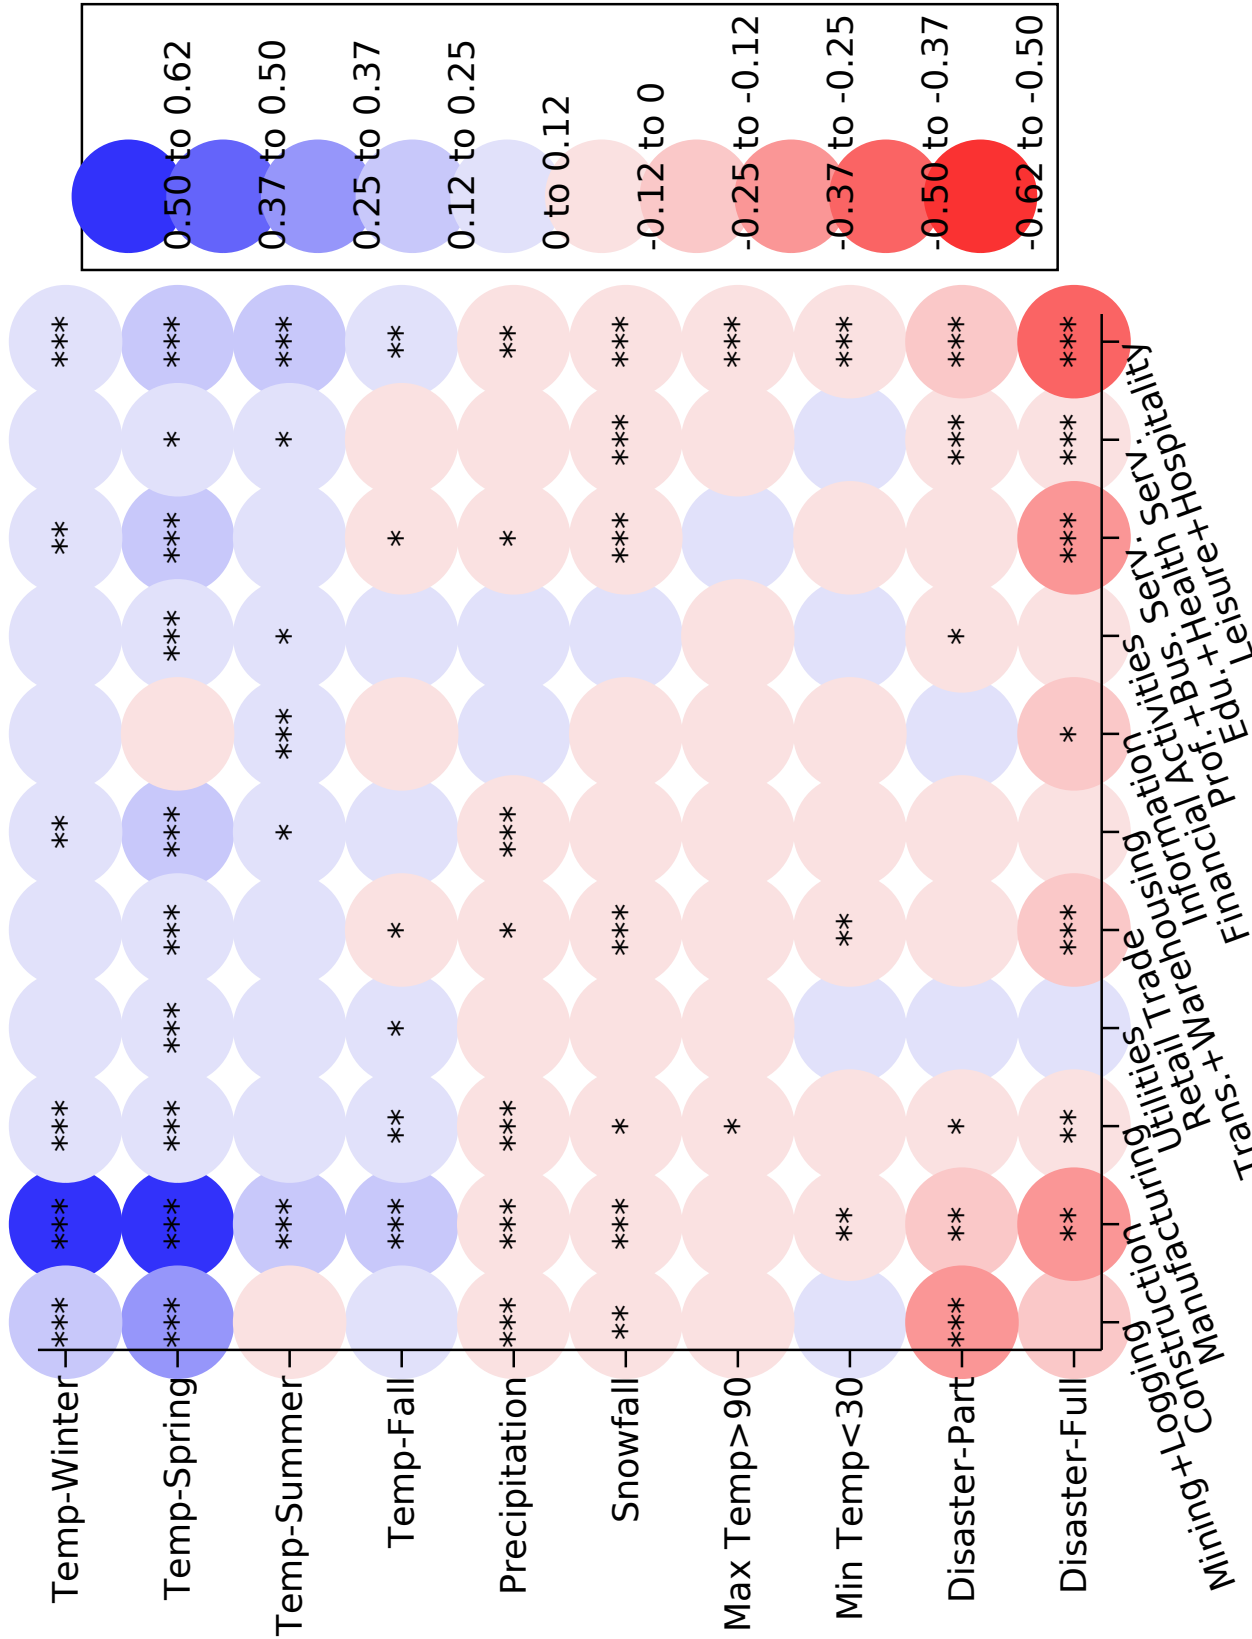 Temp-Winter *** *** *** ** ** ***
Temp-Spring *** *** *** *** *** *** *** *** * ***
Temp-Summer *** * *** * * ***
Temp-Fall *** ** * * * **
Precipitation *** *** *** * *** * **
Snowfall ** *** * *** *** *** ***
Max Temp>90 * ***
Min Temp<30 ** ** ***
Disaster-Part *** ** * * *** ***
Disaster-Full ** ** *** * *** *** ***
Mining+Logging
Construction
Manufacturing
Utilities
Retail Trade
Trans.+Warehousing
Information
Financial Activities
Prof.+Bus. Serv.
Edu.+Health Serv.
Leisure+Hospitality
0.50 to 0.62
0.37 to 0.50
0.25 to 0.37
0.12 to 0.25
0 to 0.12
-0.12 to 0
-0.25 to -0.12
-0.37 to -0.25
-0.50 to -0.37
-0.62 to -0.50